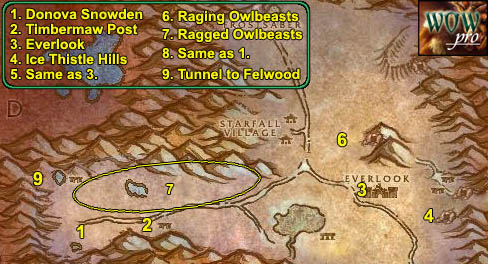 1. Donova Snowden
2. Timbermaw Post
3. Everlook
4. Ice Thistle Hills
5. Same as 3.
6. Raging Owlbeasts
7. Ragged Owlbeasts
8. Same as 1.
9. Tunnel to Felwood
WOW
pro
STARFALL
VILLAGE
6
EVERLOOK
9
7
3
4
2
1